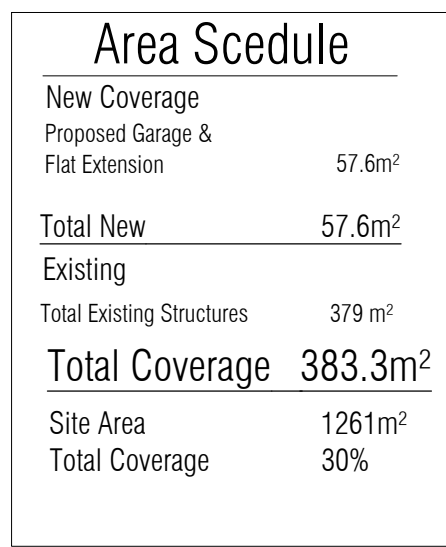 Area Scedule
New Coverage
Proposed Garage &
Flat Extension 57.6m²
Total New 57.6m²
Existing
Total Existing Structures 379 m²
Total Coverage 383.3m²
Site Area 1261m²
Total Coverage 30%